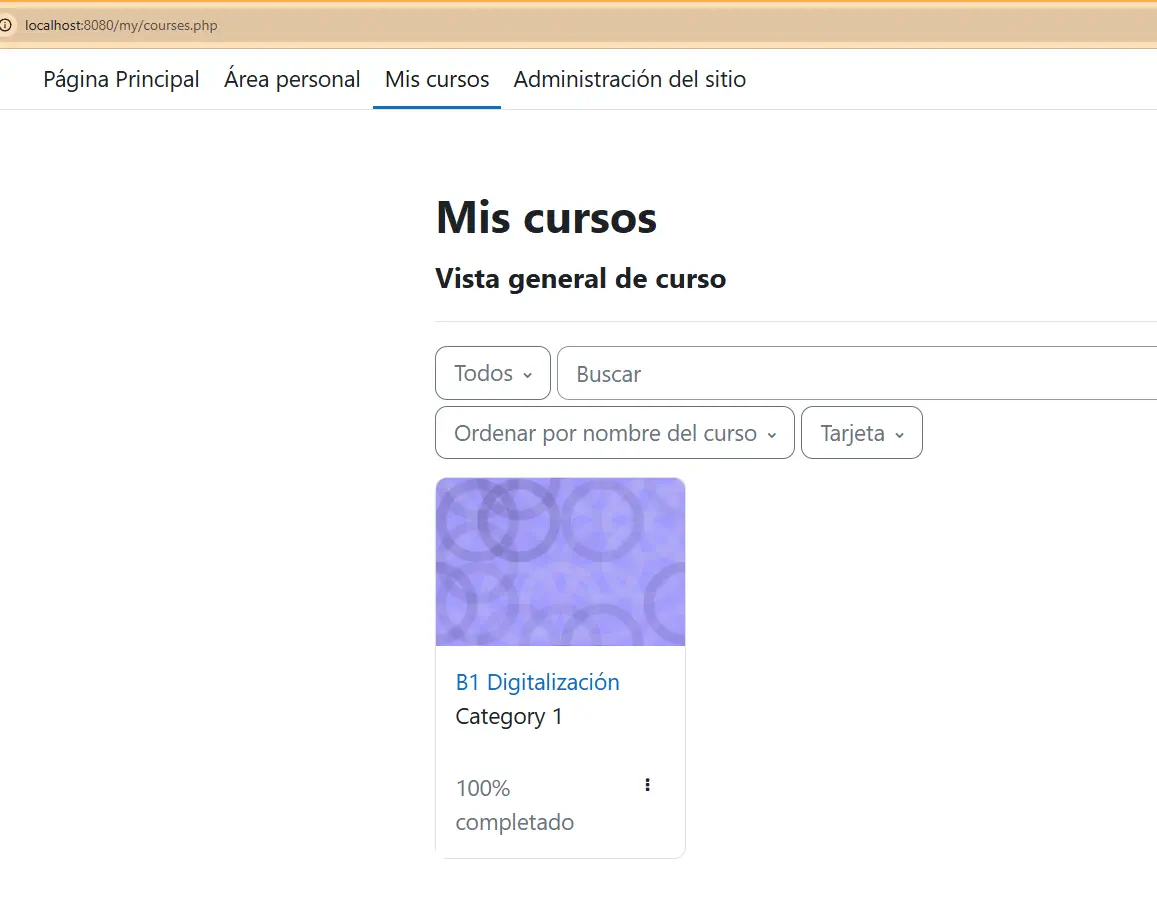 localhost:8080/my/courses.php
Página Principal Área personal Mis cursos Administración del sitio
Mis cursos
Vista general de curso
Todos Buscar
Ordenar por nombre del curso Tarjeta
B1 Digitalización
Category 1
100%
completado